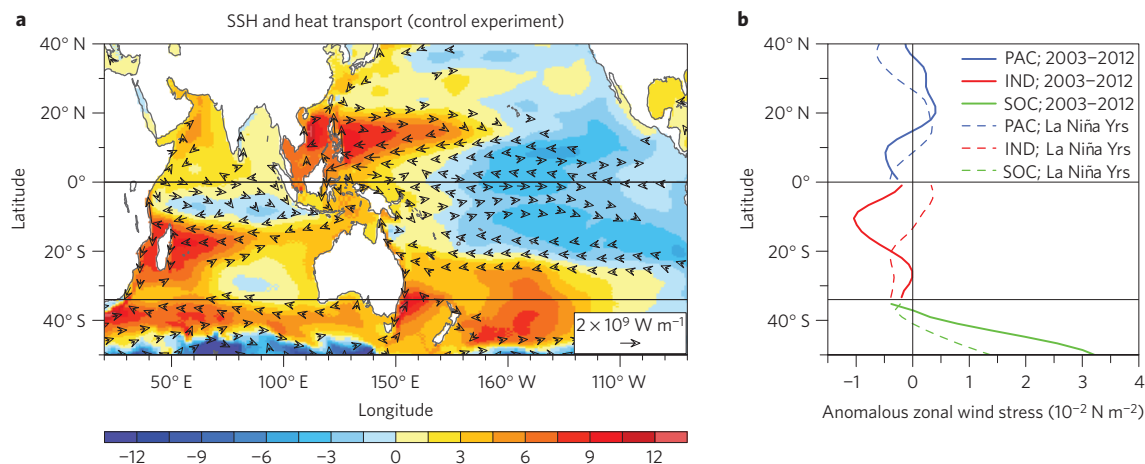 a
SSH and heat transport (control experiment)
40° N
20° N
0°
20° S
40° S
Latitude
50° E
100° E
150° E
160° W
110° W
Longitude
2 × 10⁹ W m⁻¹
−12
−9
−6
−3
0
3
6
9
12
b
40° N
20° N
0°
20° S
40° S
Latitude
PAC; 2003–2012
IND; 2003–2012
SOC; 2003–2012
PAC; La Niña Yrs
IND; La Niña Yrs
SOC; La Niña Yrs
−1
0
1
2
3
4
Anomalous zonal wind stress (10⁻² N m⁻²)